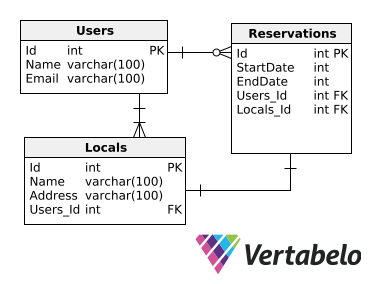 Users
Id int PK
Name varchar(100)
Email varchar(100)
Reservations
Id int PK
StartDate int
EndDate int
Users_Id int FK
Locals_Id int FK
Locals
Id int PK
Name varchar(100)
Address varchar(100)
Users_Id int FK
Vertabelo